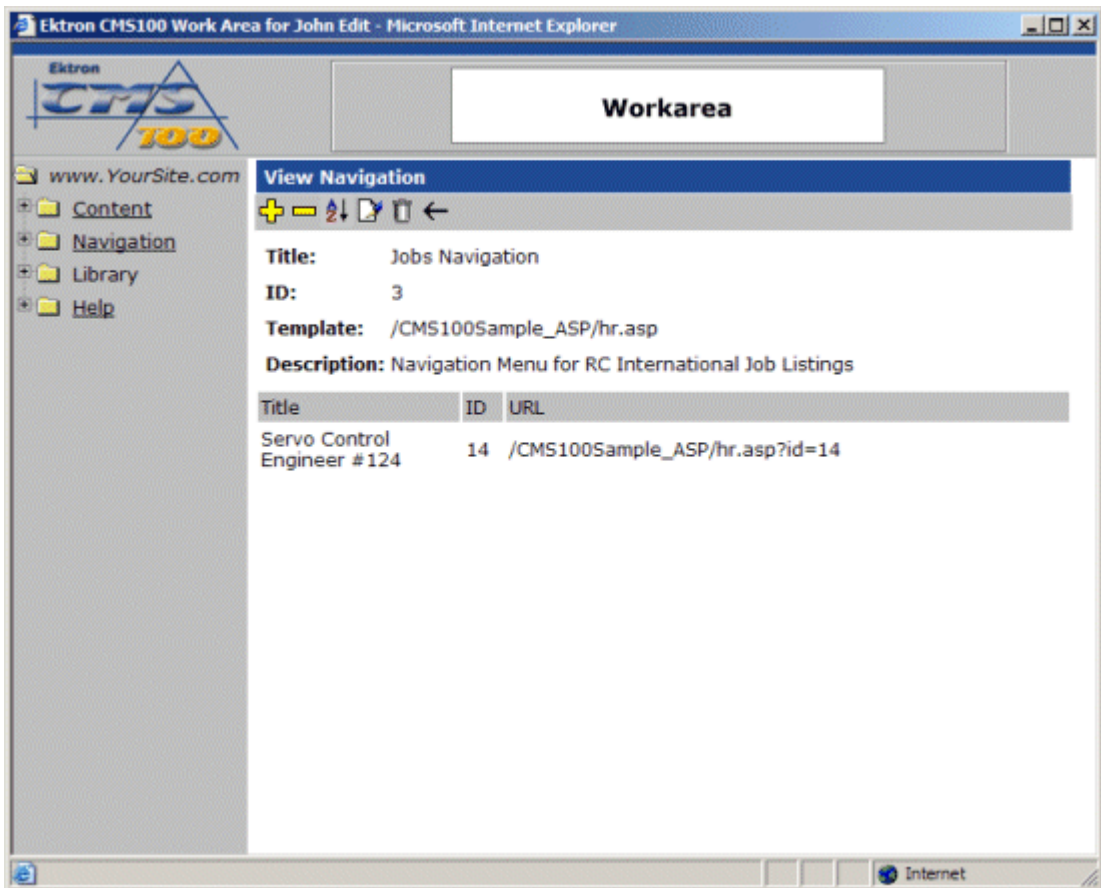 Ektron CMS100 Work Area for John Edit - Microsoft Internet Explorer
Ektron
CMS
100
Workarea
www.YourSite.com
Content
Navigation
Library
Help
View Navigation
Title: Jobs Navigation
ID: 3
Template: /CMS100Sample_ASP/hr.asp
Description: Navigation Menu for RC International Job Listings
Title ID URL
Servo Control
Engineer #124 14 /CMS100Sample_ASP/hr.asp?id=14
Internet